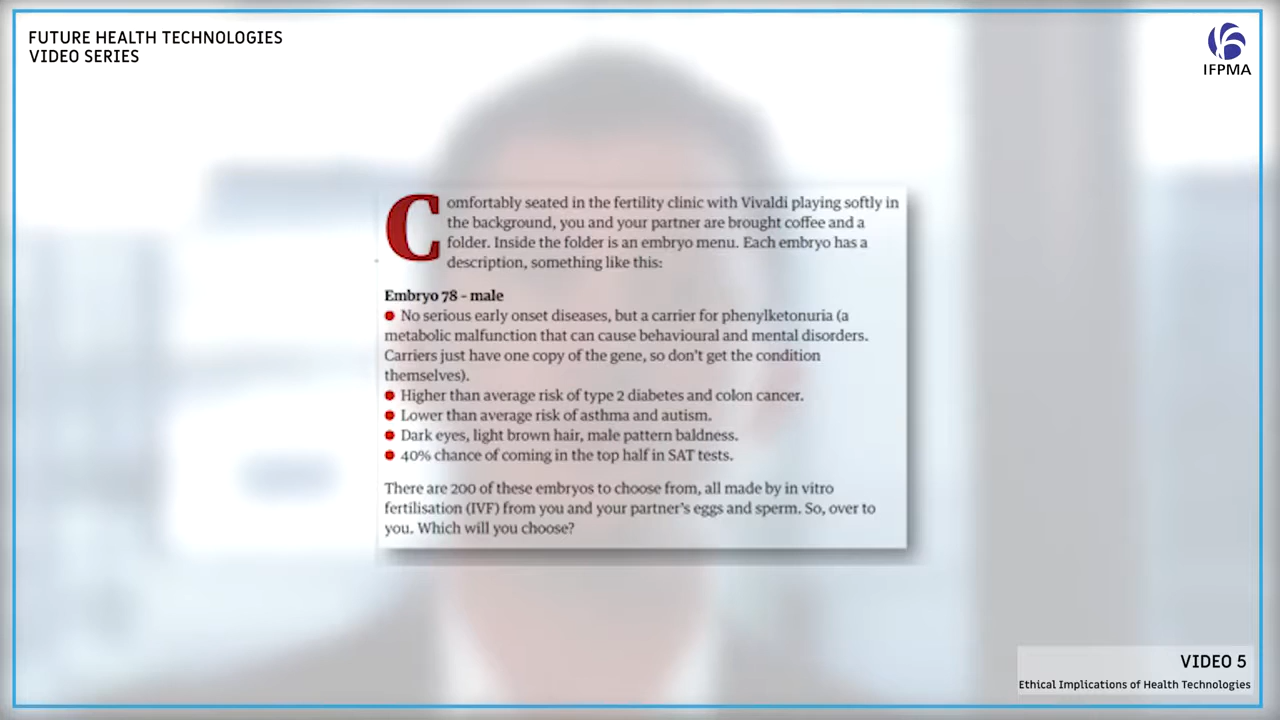 FUTURE HEALTH TECHNOLOGIES
VIDEO SERIES
IFPMA
Comfortably seated in the fertility clinic with Vivaldi playing softly in
the background, you and your partner are brought coffee and a
folder. Inside the folder is an embryo menu. Each embryo has a
description, something like this:
Embryo 78 - male
● No serious early onset diseases, but a carrier for phenylketonuria (a
metabolic malfunction that can cause behavioural and mental disorders.
Carriers just have one copy of the gene, so don't get the condition
themselves).
● Higher than average risk of type 2 diabetes and colon cancer.
● Lower than average risk of asthma and autism.
● Dark eyes, light brown hair, male pattern baldness.
● 40% chance of coming in the top half in SAT tests.
There are 200 of these embryos to choose from, all made by in vitro
fertilisation (IVF) from you and your partner's eggs and sperm. So, over to
you. Which will you choose?
VIDEO 5
Ethical Implications of Health Technologies